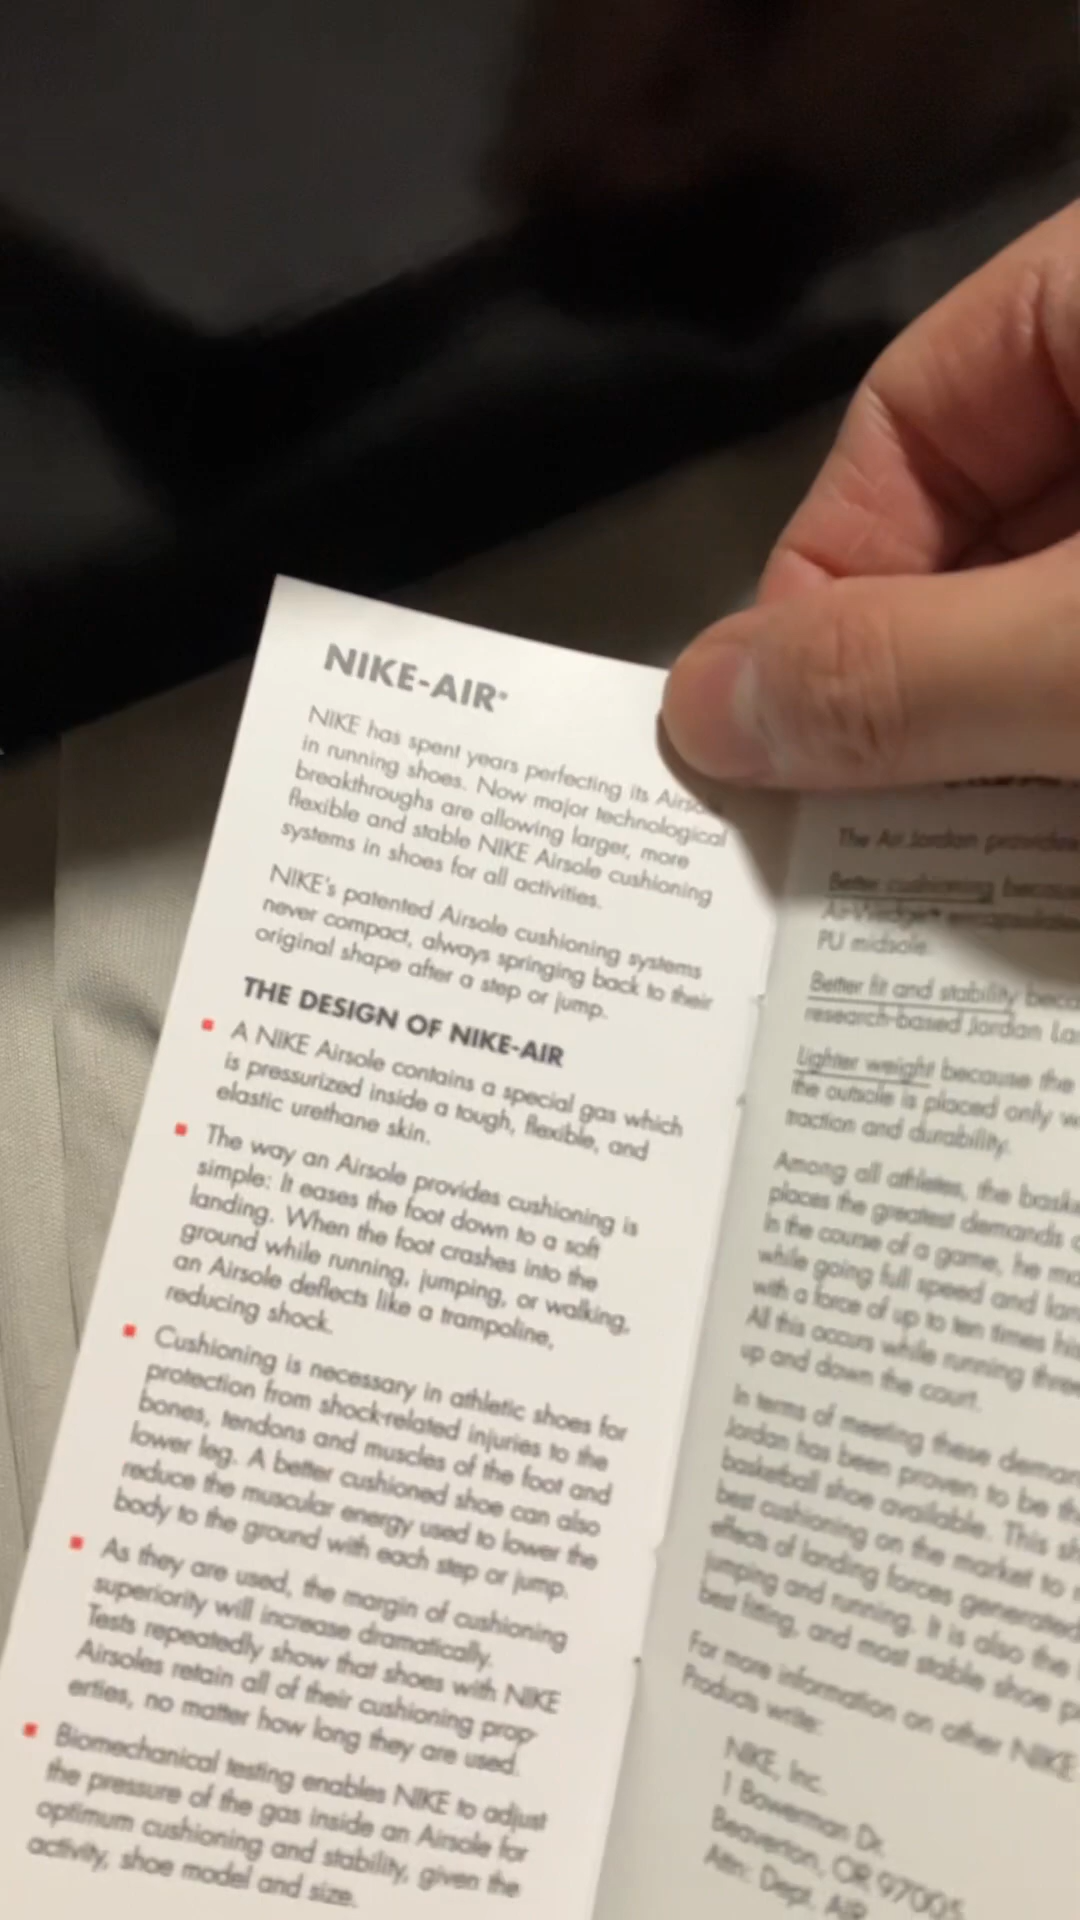 NIKE-AIR®
NIKE has spent years perfecting its
in running shoes. Now major technological
breakthroughs are allowing larger, more
flexible and stable NIKE Airsole cushioning
systems in shoes for all activities.
NIKE's patented Airsole cushioning systems
never compact, always springing back to their
original shape after a step or jump.
THE DESIGN OF NIKE-AIR
A NIKE Airsole contains a special gas which
is pressurized inside a tough, flexible, and
elastic urethane skin.
The way an Airsole provides cushioning is
simple: It eases the foot down to a soft
landing. When the foot crashes into the
ground while running, jumping, or walking,
an Airsole deflects like a trampoline,
reducing shock.
Cushioning is necessary in athletic shoes for
protection from shock-related injuries to the
bones, tendons and muscles of the foot and
lower leg. A better cushioned shoe can also
reduce the muscular energy used to lower the
body to the ground with each step or jump.
As they are used, the margin of cushioning
superiority will increase dramatically.
Tests repeatedly show that shoes with NIKE
Airsoles retain all of their cushioning prop-
erties, no matter how long they are used.
Biomechanical testing enables NIKE to adjust
the pressure of the gas inside an Airsole for
optimum cushioning and stability, given the
activity, shoe model and size.
The Air Jordan provides
Better cushioning because
PU midsole.
Better fit and stability
research-based Jordan
Lighter weight because the
the outsole is placed only
traction and durability.
Among all athletes, the
places the greatest demands
In the course of a game, he
while going full speed and
with a force of up to ten times his
All this occurs while running
up and down the court.
In terms of meeting these
Jordan has been proven to be
basketball shoe available. This
best cushioning on the market to
effects of landing forces generated
jumping and running. It is also the
best fitting, and most stable shoe
For more information on other NIKE
Products write:
NIKE, Inc.
1 Bowerman Dr.
Beaverton, OR 97005
Attn: Dept. AIR